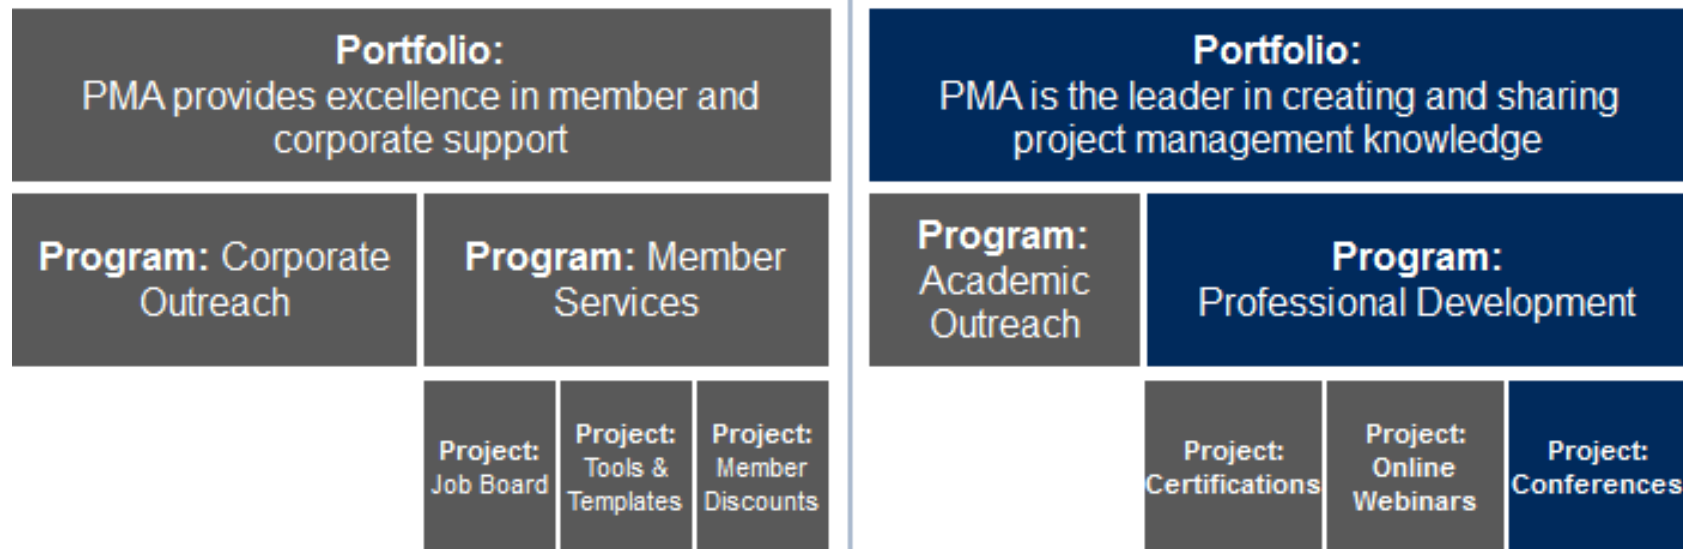 Portfolio:
PMA provides excellence in member and
corporate support
Program: Corporate
Outreach
Program: Member
Services
Project:
Job Board
Project:
Tools &
Templates
Project:
Member
Discounts
Portfolio:
PMA is the leader in creating and sharing
project management knowledge
Program:
Academic
Outreach
Program:
Professional Development
Project:
Certifications
Project:
Online
Webinars
Project:
Conferences